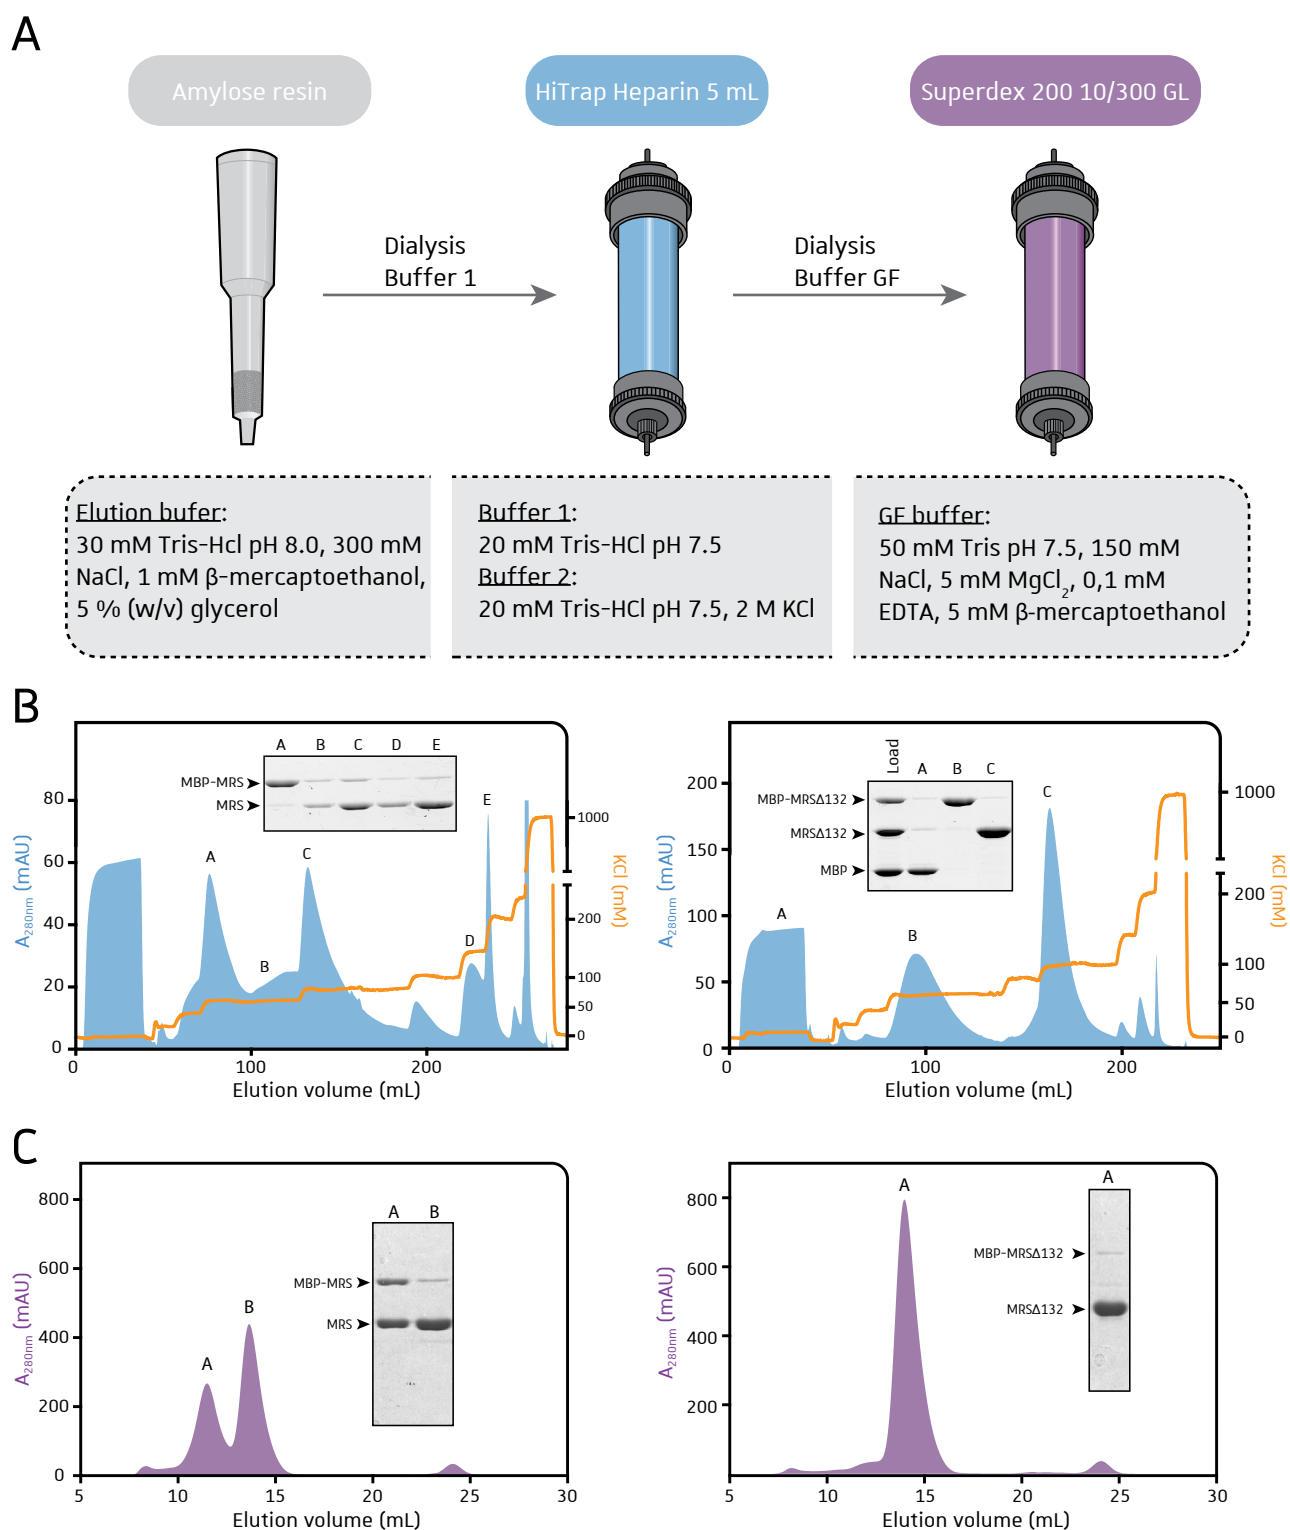 A
Amylose resin
HiTrap Heparin 5 mL
Superdex 200 10/300 GL
Dialysis
Buffer 1
Dialysis
Buffer GF
Elution bufer:
30 mM Tris-Hcl pH 8.0, 300 mM
NaCl, 1 mM β-mercaptoethanol,
5 % (w/v) glycerol
Buffer 1:
20 mM Tris-HCl pH 7.5
Buffer 2:
20 mM Tris-HCl pH 7.5, 2 M KCl
GF buffer:
50 mM Tris pH 7.5, 150 mM
NaCl, 5 mM MgCl2, 0,1 mM
EDTA, 5 mM β-mercaptoethanol
B
A B C D E
MBP-MRS
MRS
A
B
C
D
E
80
60
40
20
0
A280nm (mAU)
1000
200
100
50
0
KCl (mM)
0 100 200
Elution volume (mL)
Load A B C
MBP-MRSΔ132
MRSΔ132
MBP
A
B
C
200
150
100
50
0
A280nm (mAU)
1000
200
100
50
0
KCl (mM)
0 100 200
Elution volume (mL)
C
A B
MBP-MRS
MRS
A
B
800
600
400
200
0
A280nm (mAU)
5 10 15 20 25 30
Elution volume (mL)
A
A
MBP-MRSΔ132
MRSΔ132
800
600
400
200
A280nm (mAU)
5 10 15 20 25 30
Elution volume (mL)